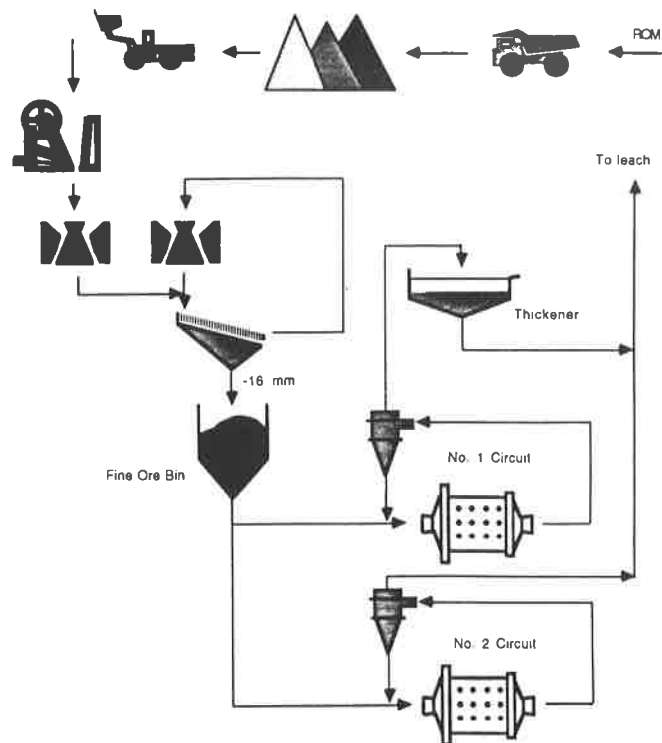 ROM
To leach
Thickener
-16 mm
No. 1 Circuit
Fine Ore Bin
No. 2 Circuit